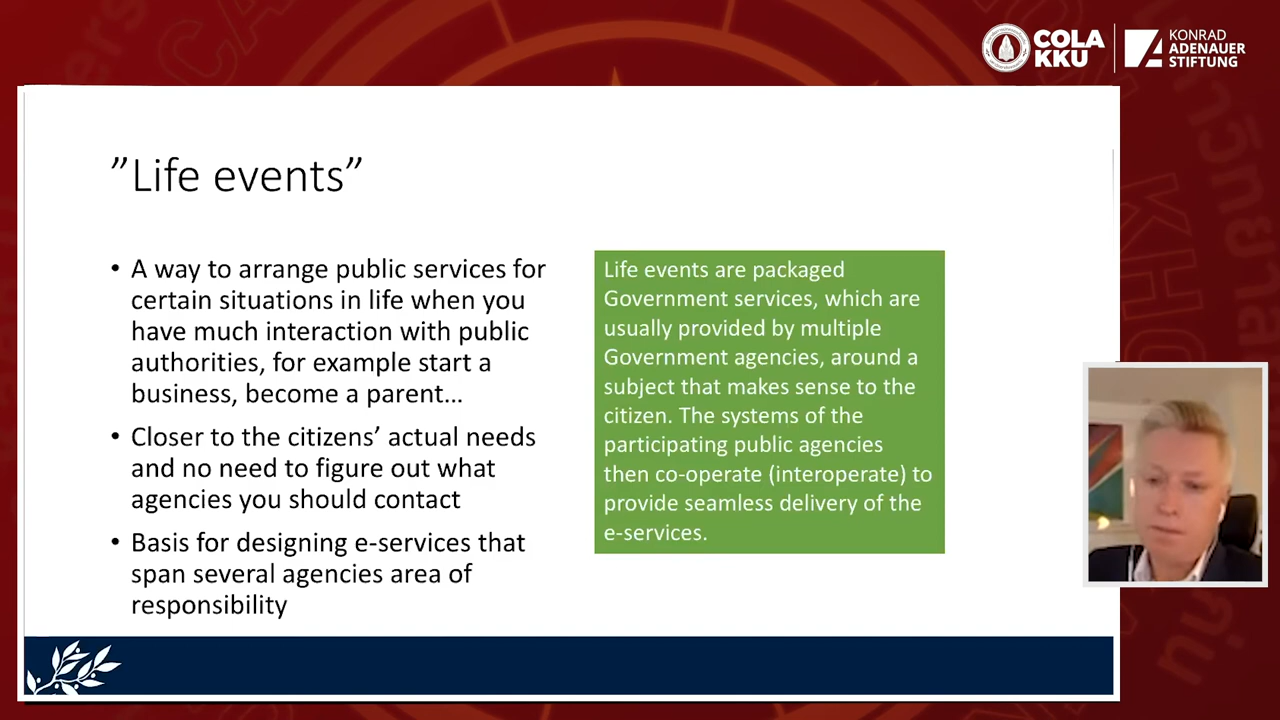 COLA
KKU
KONRAD
ADENAUER
STIFTUNG
”Life events”
• A way to arrange public services for
certain situations in life when you
have much interaction with public
authorities, for example start a
business, become a parent…
• Closer to the citizens’ actual needs
and no need to figure out what
agencies you should contact
• Basis for designing e-services that
span several agencies area of
responsibility
Life events are packaged
Government services, which are
usually provided by multiple
Government agencies, around a
subject that makes sense to the
citizen. The systems of the
participating public agencies
then co-operate (interoperate) to
provide seamless delivery of the
e-services.